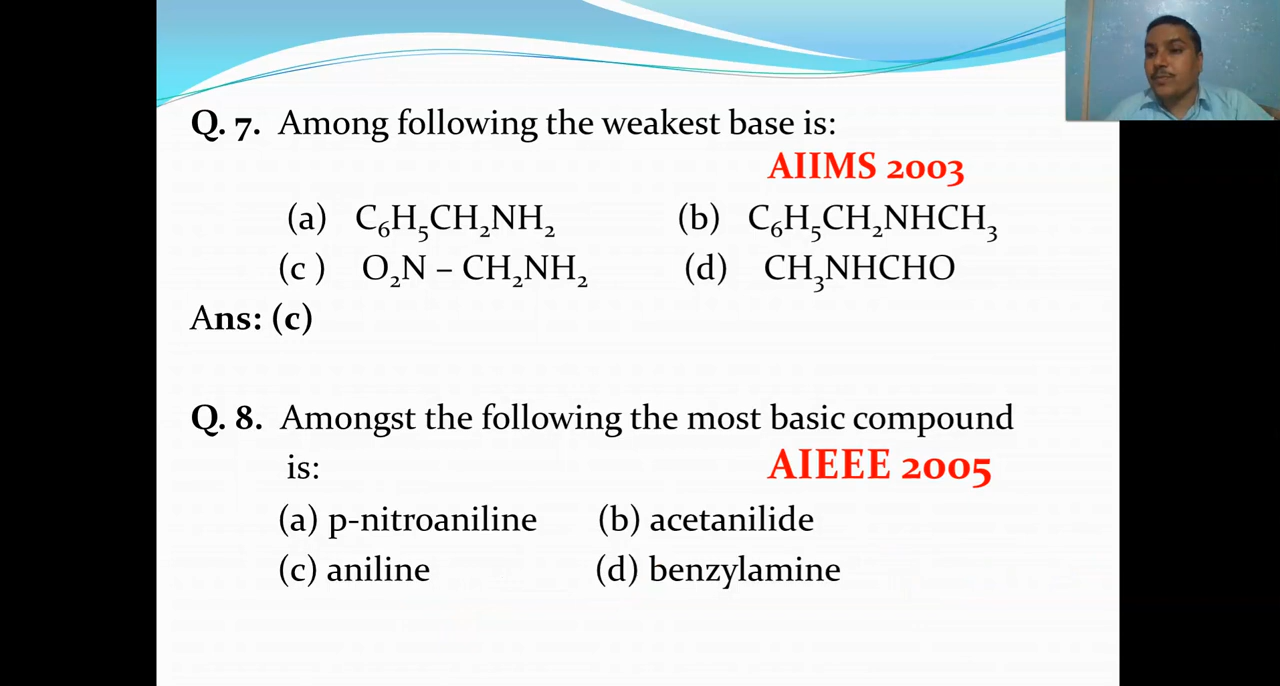 Q. 7. Among following the weakest base is:
AIIMS 2003
(a) C₆H₅CH₂NH₂ (b) C₆H₅CH₂NHCH₃
(c ) O₂N – CH₂NH₂ (d) CH₃NHCHO
Ans: (c)
Q. 8. Amongst the following the most basic compound
is: AIEEE 2005
(a) p-nitroaniline (b) acetanilide
(c) aniline (d) benzylamine